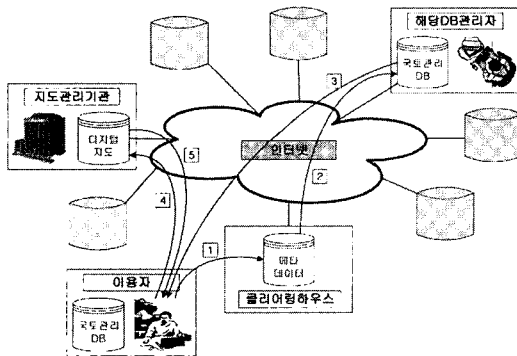 해당DB관리자
국토관리
DB
3
지도관리기관
디지털
지도
인터넷
5
2
4
1
이용자
메타
데이터
클리어링하우스
국토관리
DB